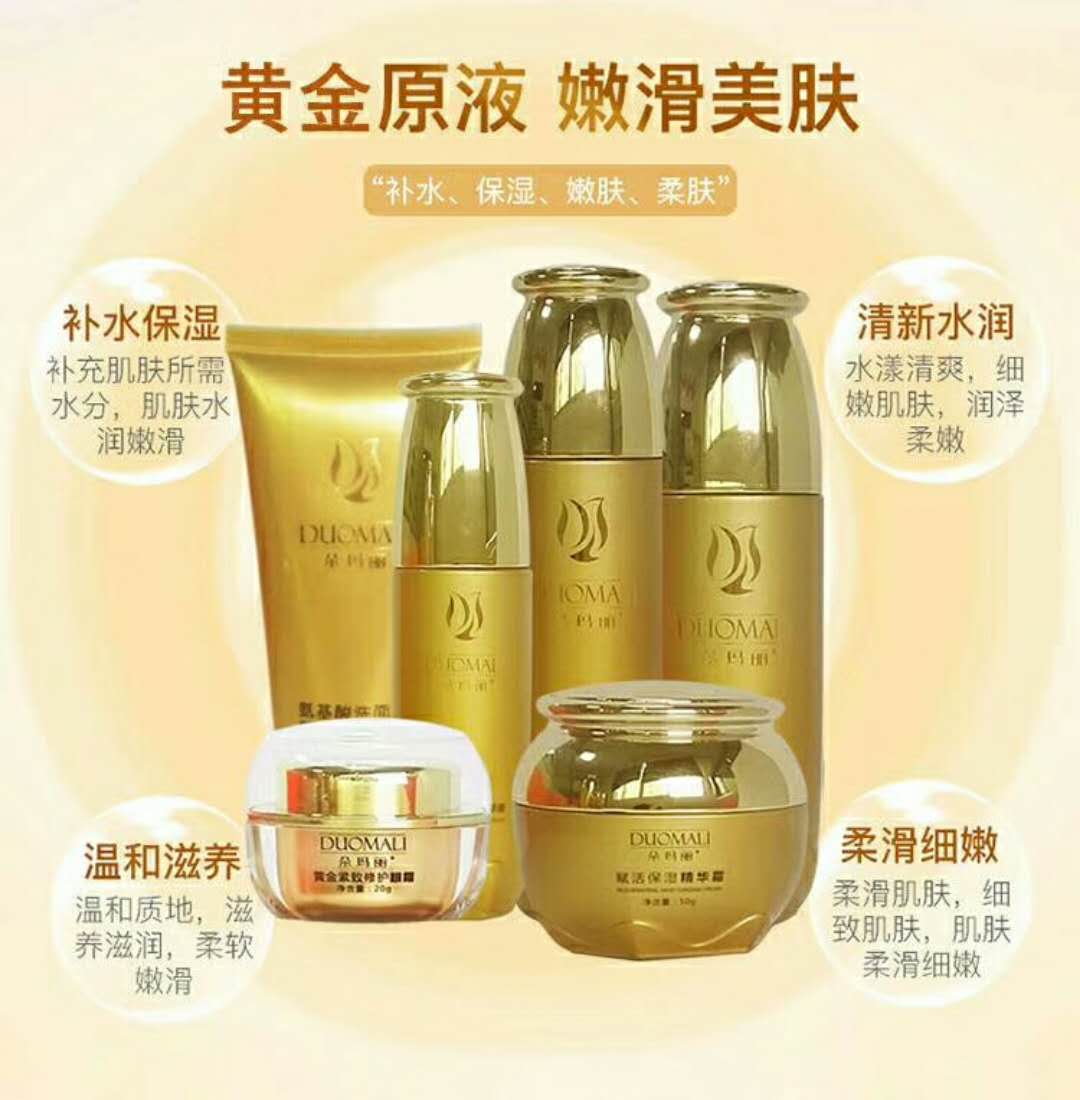 黄金原液 嫩滑美肤
“补水、保湿、嫩肤、柔肤”
补水保湿
补充肌肤所需
水分，肌肤水
润嫩滑
清新水润
水漾清爽，细
嫩肌肤，润泽
柔嫩
DUOMA
朵玛丽
氨基酸洗面
DUOMALI
玛丽
UOMA
玛丽
DUOMAL
朵玛丽
DUOMALI
朵玛丽
黄金紧致修护眼霜
净含量：20g
DUOMALI
朵玛丽
赋活保湿精华霜
净含量：50g
温和滋养
温和质地，滋
养滋润，柔软
嫩滑
柔滑细嫩
柔滑肌肤，细
致肌肤，肌肤
柔滑细嫩